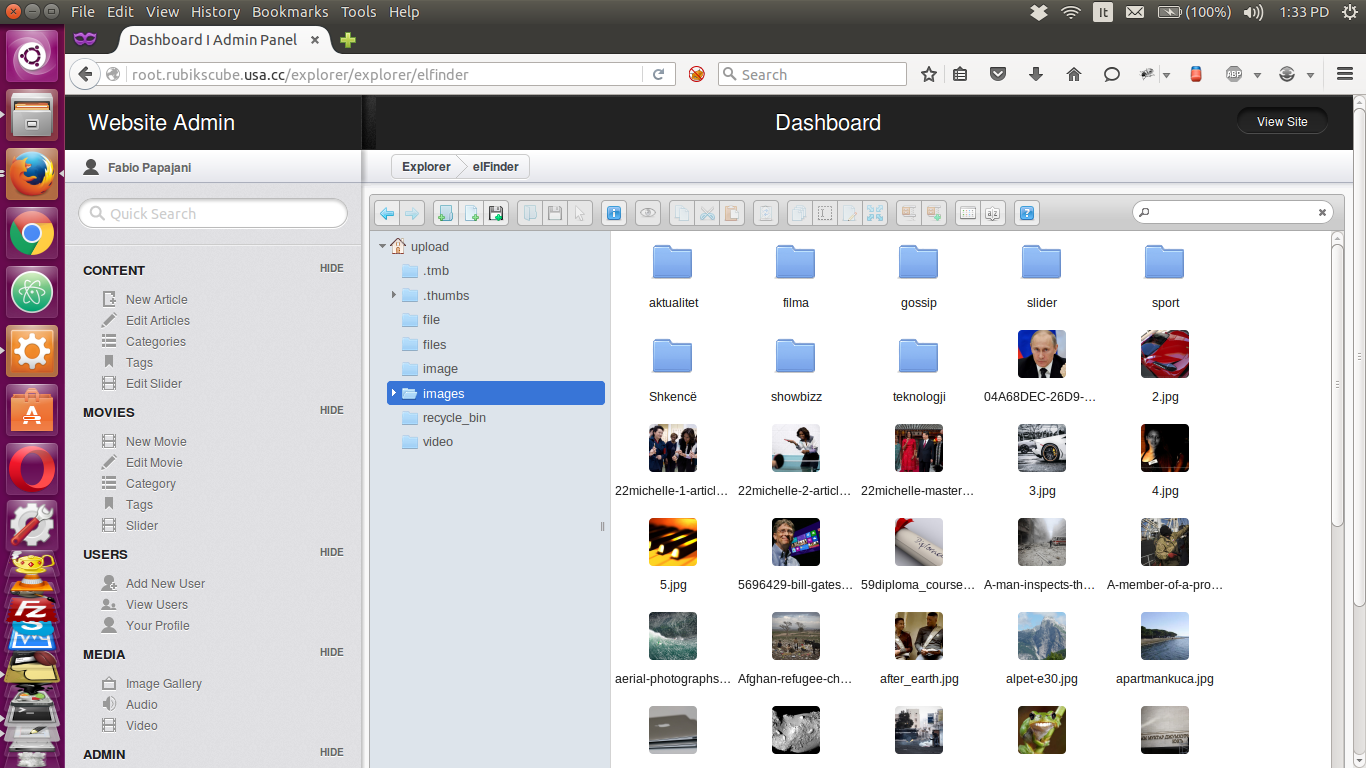 File Edit View History Bookmarks Tools Help
It
(100%)
1:33 PD
Dashboard I Admin Panel
root.rubikscube.usa.cc/explorer/explorer/elfinder
Search
ABP
Website Admin
Dashboard
View Site
Fabio Papajani
Explorer
elFinder
Quick Search
CONTENT
HIDE
New Article
Edit Articles
Categories
Tags
Edit Slider
MOVIES
HIDE
New Movie
Edit Movie
Category
Tags
Slider
USERS
HIDE
Add New User
View Users
Your Profile
MEDIA
HIDE
Image Gallery
Audio
Video
ADMIN
HIDE
upload
.tmb
.thumbs
file
files
image
images
recycle_bin
video
aktualitet
filma
gossip
slider
sport
Shkencë
showbizz
teknologji
04A68DEC-26D9-...
2.jpg
22michelle-1-articl...
22michelle-2-articl...
22michelle-master...
3.jpg
4.jpg
5.jpg
5696429-bill-gates...
59diploma_course...
A-man-inspects-th...
A-member-of-a-pro...
aerial-photographs...
Afghan-refugee-ch...
after_earth.jpg
alpet-e30.jpg
apartmankuca.jpg